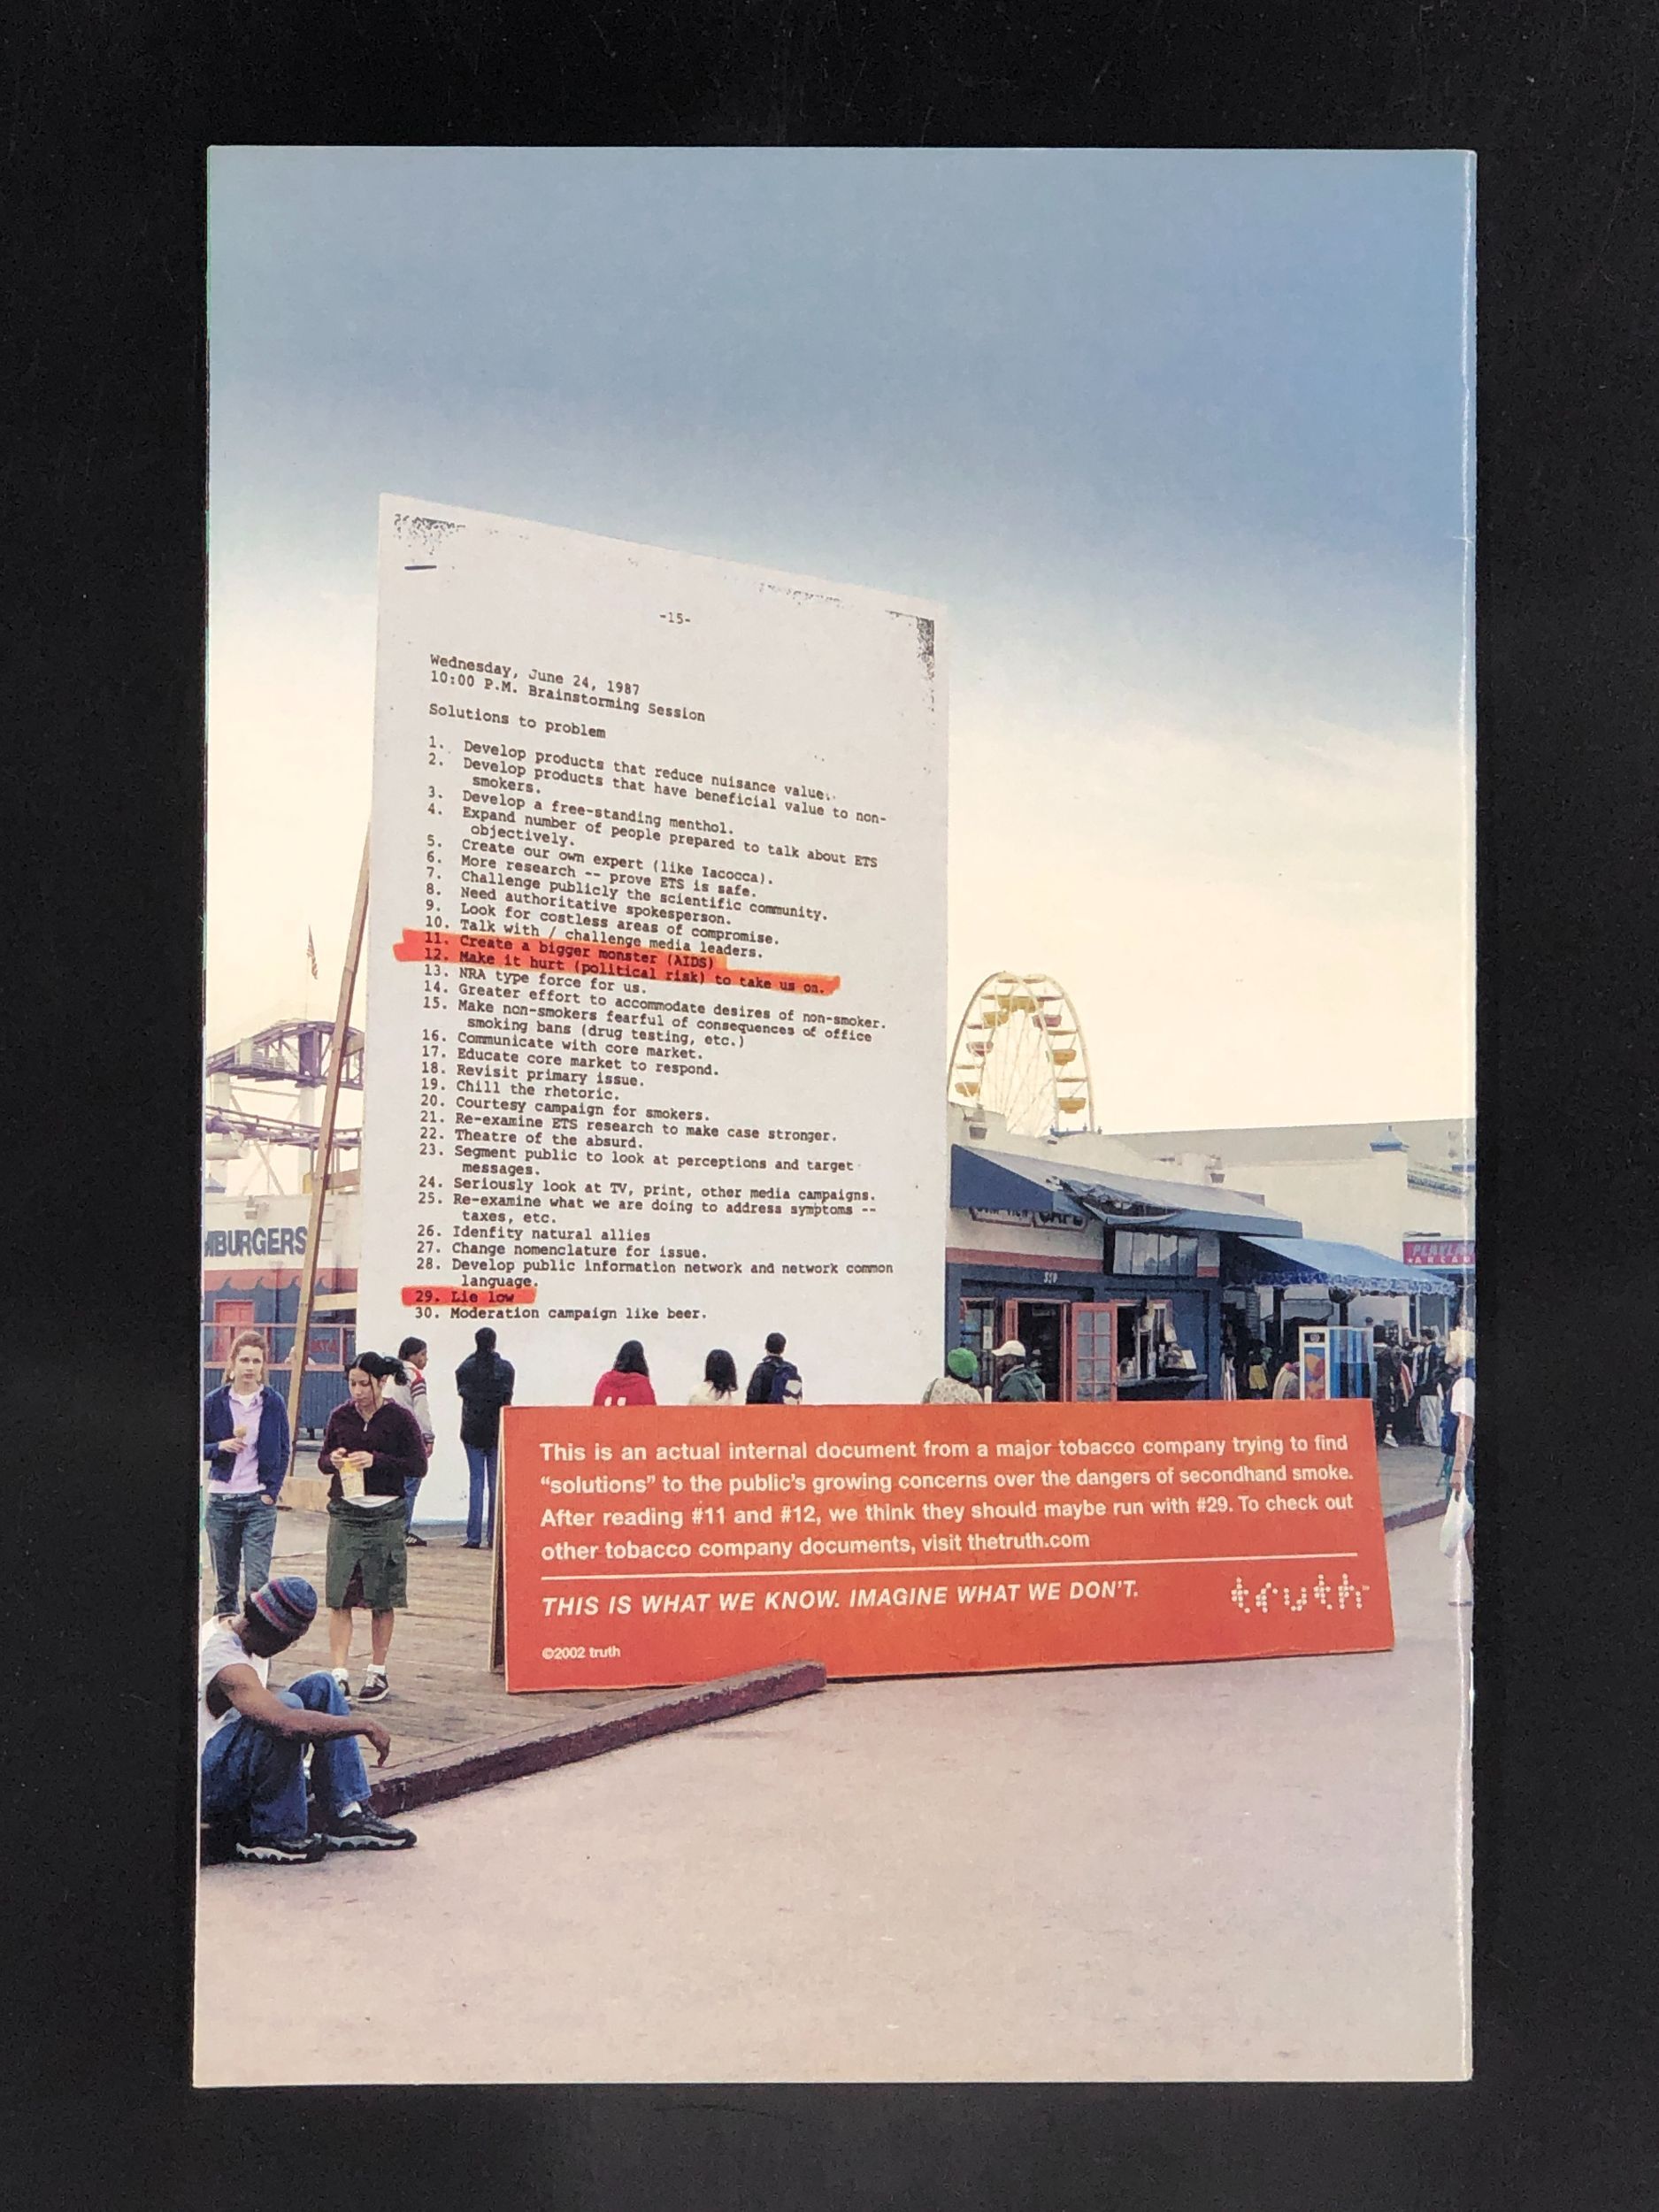 -15-
Wednesday, June 24, 1987
10:00 P.M. Brainstorming Session
Solutions to problem
1. Develop products that reduce nuisance value.
2. Develop products that have beneficial value to non-
smokers.
3. Develop a free-standing menthol.
4. Expand number of people prepared to talk about ETS
objectively.
5. Create our own expert (like Iacocca).
6. More research -- prove ETS is safe.
7. Challenge publicly the scientific community.
8. Need authoritative spokesperson.
9. Look for costless areas of compromise.
10. Talk with / challenge media leaders.
11. Create a bigger monster (AIDS)
12. Make it hurt (political risk) to take us on.
13. NRA type force for us.
14. Greater effort to accommodate desires of non-smoker.
15. Make non-smokers fearful of consequences of office
smoking bans (drug testing, etc.)
16. Communicate with core market.
17. Educate core market to respond.
18. Revisit primary issue.
19. Chill the rhetoric.
20. Courtesy campaign for smokers.
21. Re-examine ETS research to make case stronger.
22. Theatre of the absurd.
23. Segment public to look at perceptions and target
messages.
24. Seriously look at TV, print, other media campaigns.
25. Re-examine what we are doing to address symptoms --
taxes, etc.
26. Idenfity natural allies
27. Change nomenclature for issue.
28. Develop public information network and network common
language.
29. Lie low
30. Moderation campaign like beer.
MBURGERS
CAFE
310
ARCAD
This is an actual internal document from a major tobacco company trying to find
“solutions” to the public's growing concerns over the dangers of secondhand smoke.
After reading #11 and #12, we think they should maybe run with #29. To check out
other tobacco company documents, visit thetruth.com
THIS IS WHAT WE KNOW. IMAGINE WHAT WE DON'T.
truth
©2002 truth